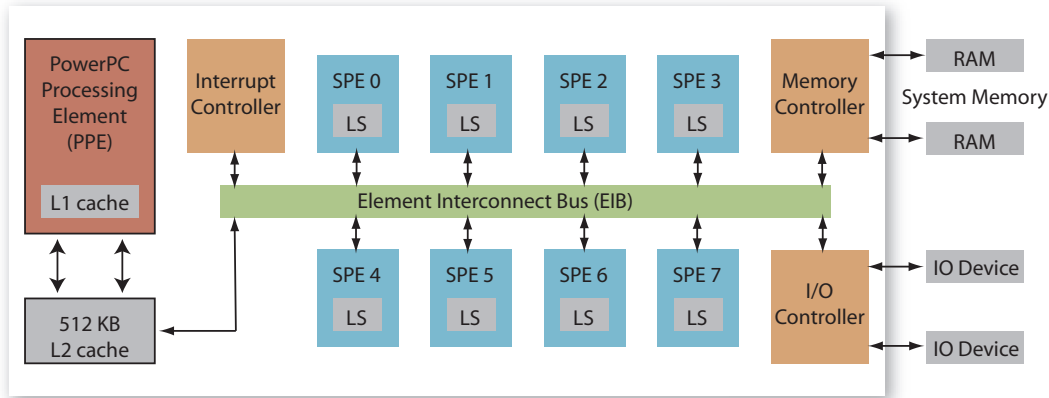 PowerPC
Processing
Element
(PPE)
L1 cache
512 KB
L2 cache
Interrupt
Controller
SPE 0
LS
SPE 1
LS
SPE 2
LS
SPE 3
LS
Memory
Controller
RAM
System Memory
RAM
Element Interconnect Bus (EIB)
SPE 4
LS
SPE 5
LS
SPE 6
LS
SPE 7
LS
I/O
Controller
IO Device
IO Device